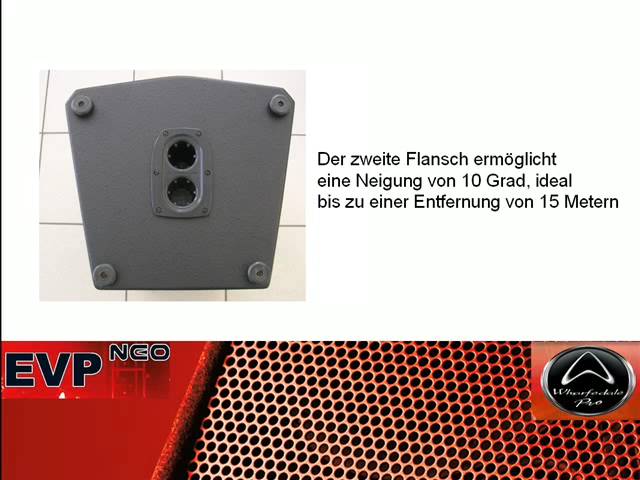 Der zweite Flansch ermöglicht
eine Neigung von 10 Grad, ideal
bis zu einer Entfernung von 15 Metern
EVP NEO
Wharfedale
Pro